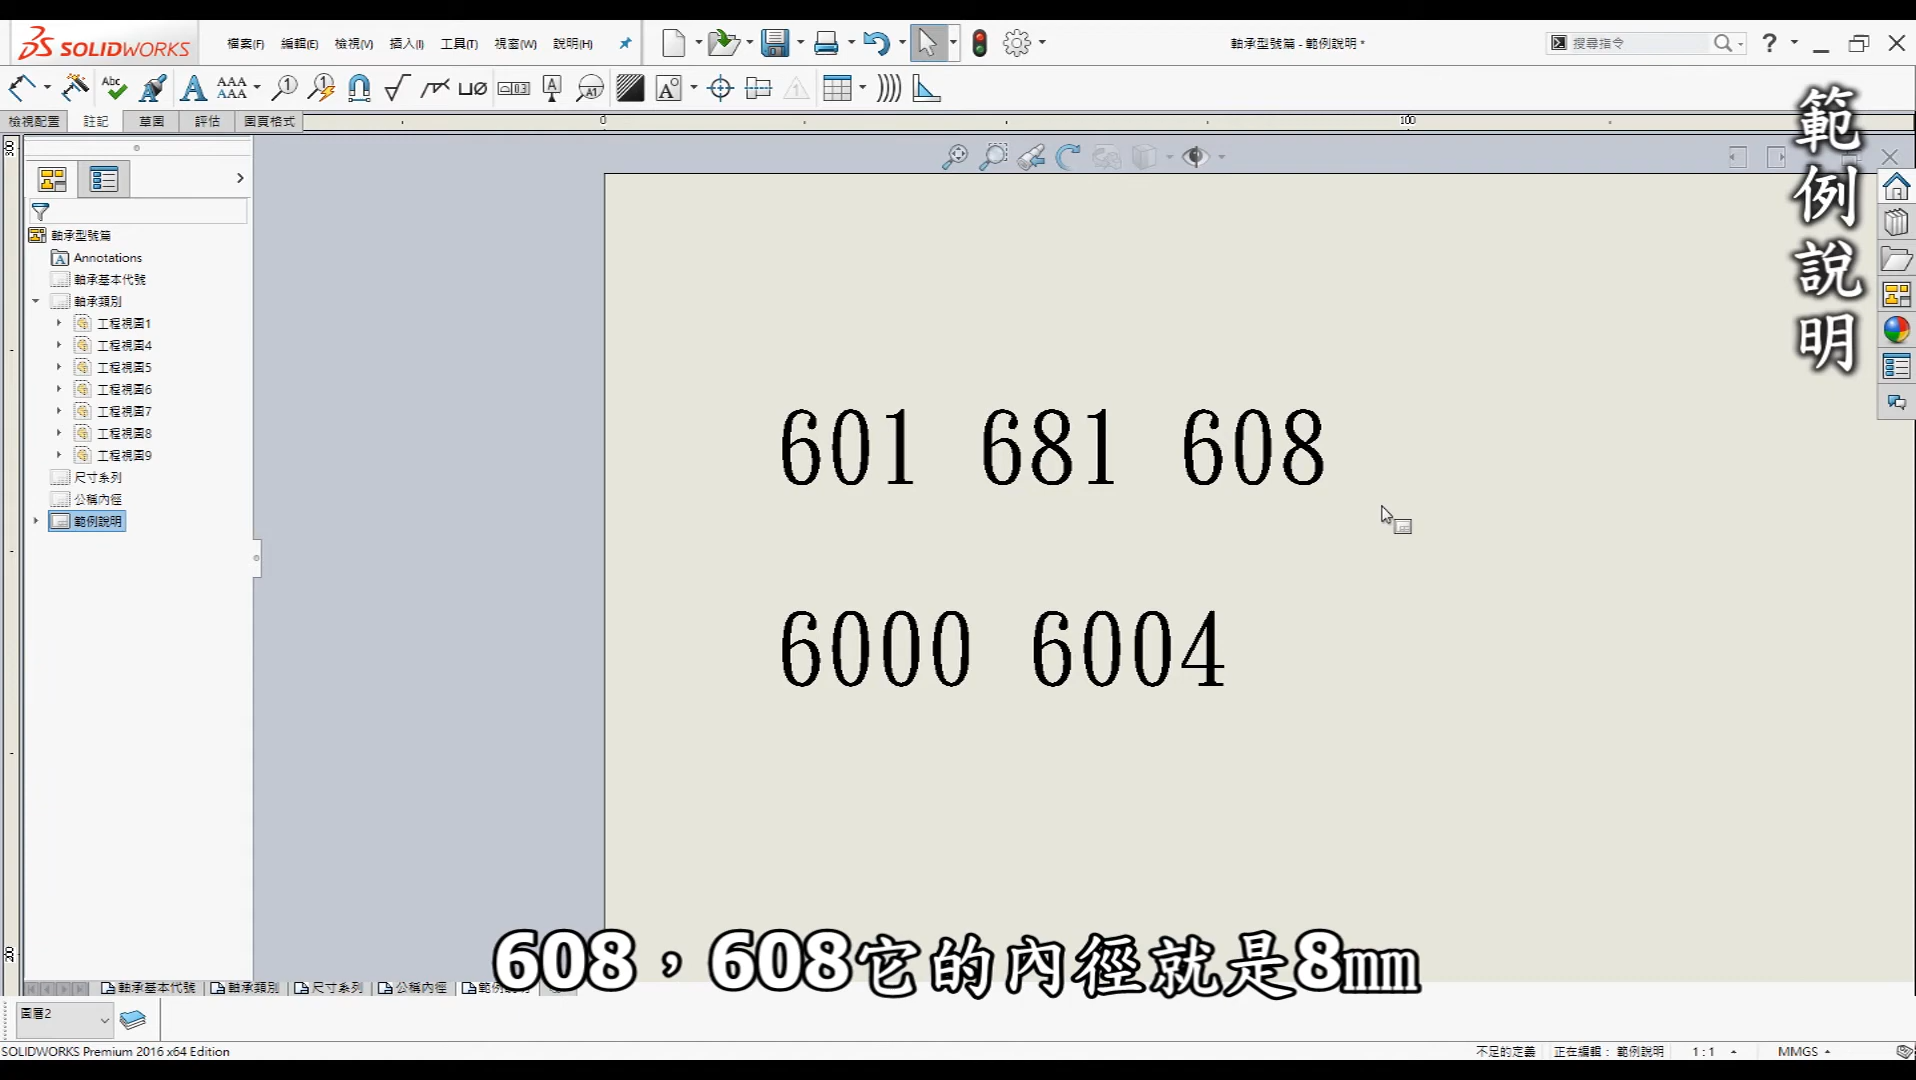 SOLIDWORKS
檔案(F) 編輯(E) 檢視(V) 插入(I) 工具(T) 視窗(W) 說明(H)
軸承型號篇 - 範例說明 *
搜尋指令
檢視配置 註記 草圖 評估 圖頁格式
0 100
300
範例說明
軸承型號篇
Annotations
軸承基本代號
軸承類別
工程視圖1
工程視圖4
工程視圖5
工程視圖6
工程視圖7
工程視圖8
工程視圖9
尺寸系列
公稱內徑
範例說明
601 681 608
6000 6004
200
608，608它的內徑就是8㎜
軸承基本代號 軸承類別 尺寸系列 公稱內徑
圖層2
SOLIDWORKS Premium 2016 x64 Edition
不足的定義 正在編輯： 範例說明 1 : 1 MMGS